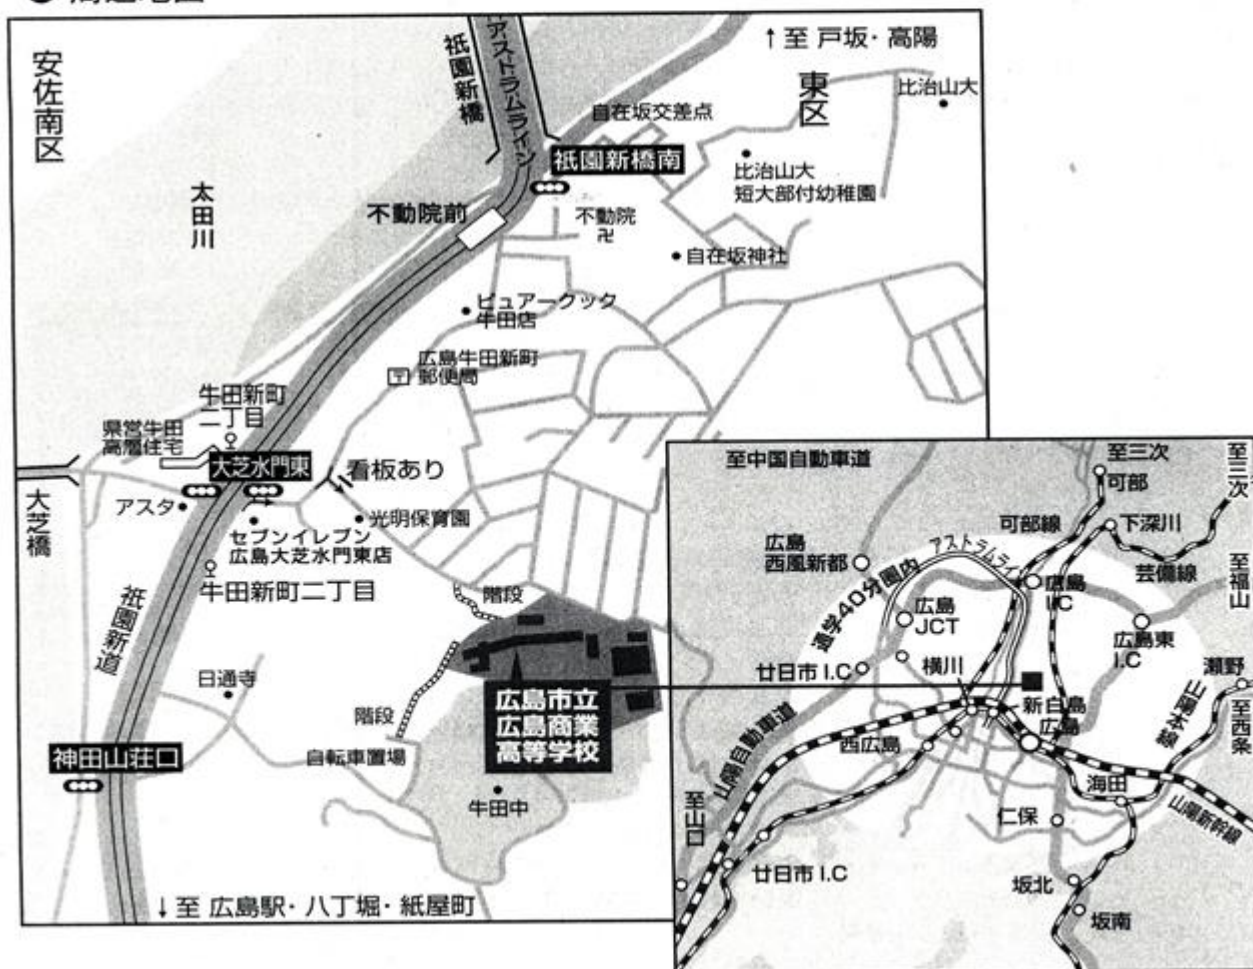 安佐南区
祇園新橋
アストラムライン
↑至 戸坂・高陽
東区
比治山大
自在坂交差点
祇園新橋南
比治山大
短大部付幼稚園
太田川
不動院前
不動院
卍
自在坂神社
ピュアークック
牛田店
広島牛田新町
郵便局
牛田新町
二丁目
県営牛田
高層住宅
大芝水門東
看板あり
大芝橋
アスタ
光明保育園
セブンイレブン
広島大芝水門東店
牛田新町二丁目
階段
祇園新道
日通寺
階段
広島市立
広島商業
高等学校
神田山荘口
自転車置場
牛田中
↓至 広島駅・八丁堀・紙屋町
至中国自動車道
至三次
至三次
可部
可部線
下深川
広島
西風新都
アストラムライン
通学40分圏内
芸備線
至福山
広島
I.C
広島
JCT
広島東
I.C
廿日市 I.C
横川
瀬野
新白島
山陽本線
広島
至西条
山陽自動車道
西広島
海田
至山口
仁保
山陽新幹線
廿日市 I.C
坂北
坂南